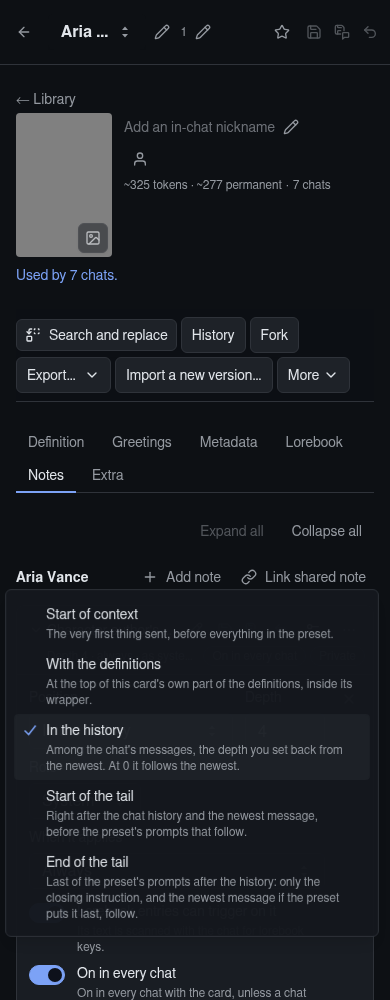 Aria ...
1
← Library
Add an in-chat nickname
~325 tokens · ~277 permanent · 7 chats
Used by 7 chats.
Search and replace
History
Fork
Export...
Import a new version...
More
Definition
Greetings
Metadata
Lorebook
Notes
Extra
Expand all
Collapse all
Aria Vance
Add note
Link shared note
Start of context
The very first thing sent, before everything in the preset.
With the definitions
At the top of this card's own part of the definitions, inside its
wrapper.
In the history
Among the chat's messages, the depth you set back from
the newest. At 0 it follows the newest.
Start of the tail
Right after the chat history and the newest message,
before the preset's prompts that follow.
End of the tail
Last of the preset's prompts after the history: only the
closing instruction, and the newest message if the preset
puts it last, follow.
keys.
On in every chat
On in every chat with the card, unless a chat